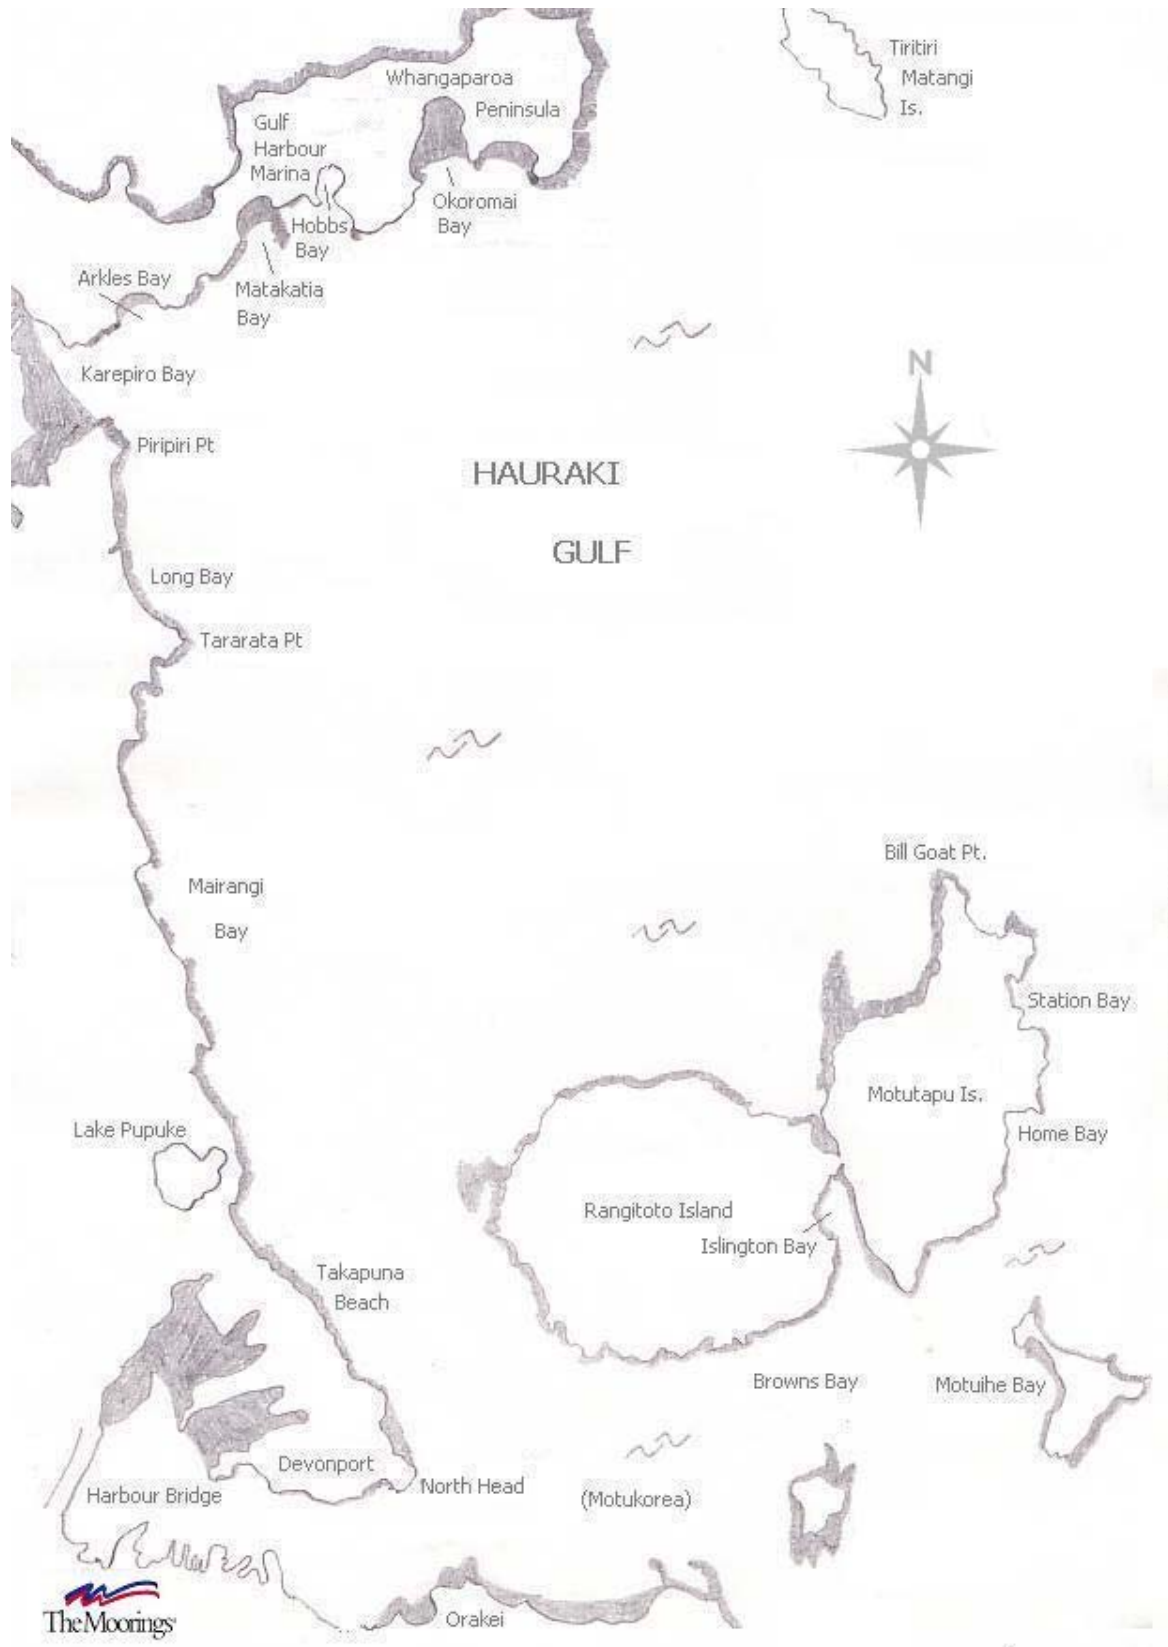 Tiritiri
Matangi
Is.
Whangaparoa
Peninsula
Gulf
Harbour
Marina
Okoromai
Bay
Hobbs
Bay
Arkles Bay
Matakatia
Bay
N
Karepiro Bay
Piripiri Pt
HAURAKI
GULF
Long Bay
Tararata Pt
Bill Goat Pt.
Mairangi
Bay
Station Bay
Motutapu Is.
Lake Pupuke
Home Bay
Rangitoto Island
Islington Bay
Takapuna
Beach
Browns Bay
Motuihe Bay
Devonport
North Head
Harbour Bridge
(Motukorea)
The Moorings
Orakei